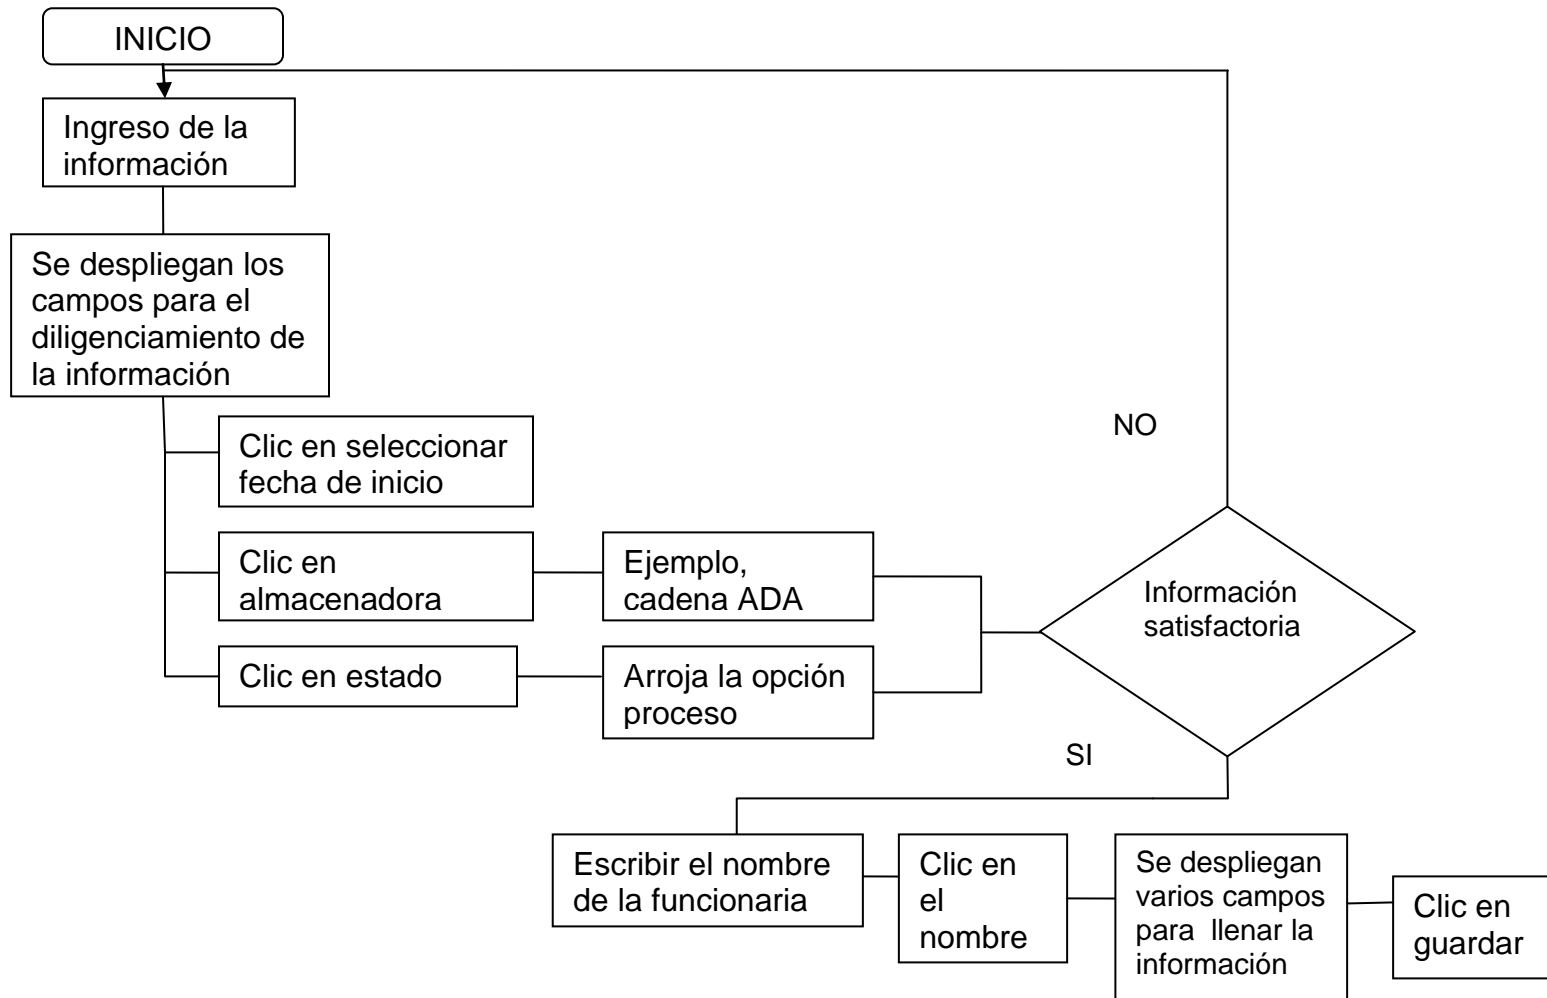 INICIO
Ingreso de la
información
Se despliegan los
campos para el
diligenciamiento de
la información
Clic en seleccionar
fecha de inicio
Clic en
almacenadora
Ejemplo,
cadena ADA
Clic en estado
Arroja la opción
proceso
NO
Información
satisfactoria
SI
Escribir el nombre
de la funcionaria
Clic en
el
nombre
Se despliegan
varios campos
para  llenar la
información
Clic en
guardar